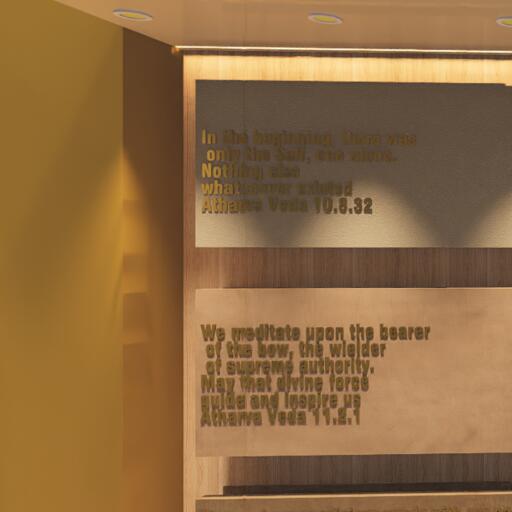 In the beginning, there was
only the Self, one alone.
Nothing else
whatsoever existed
Atharva Veda 10.8.32
We meditate upon the bearer
of the bow, the wielder
of supreme authority.
May that divine force
guide and inspire us
Atharva Veda 11.2.1